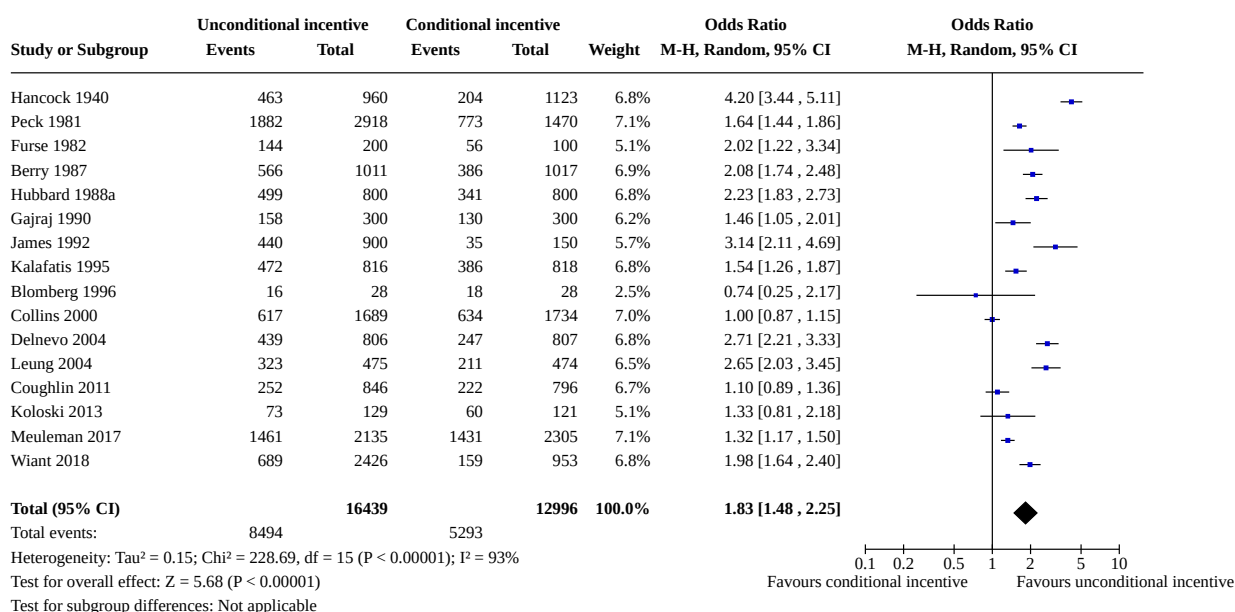 Unconditional incentive Conditional incentive Odds Ratio Odds Ratio
Study or Subgroup Events Total Events Total Weight M-H, Random, 95% CI M-H, Random, 95% CI
Hancock 1940 463 960 204 1123 6.8% 4.20 [3.44 , 5.11]
Peck 1981 1882 2918 773 1470 7.1% 1.64 [1.44 , 1.86]
Furse 1982 144 200 56 100 5.1% 2.02 [1.22 , 3.34]
Berry 1987 566 1011 386 1017 6.9% 2.08 [1.74 , 2.48]
Hubbard 1988a 499 800 341 800 6.8% 2.23 [1.83 , 2.73]
Gajraj 1990 158 300 130 300 6.2% 1.46 [1.05 , 2.01]
James 1992 440 900 35 150 5.7% 3.14 [2.11 , 4.69]
Kalafatis 1995 472 816 386 818 6.8% 1.54 [1.26 , 1.87]
Blomberg 1996 16 28 18 28 2.5% 0.74 [0.25 , 2.17]
Collins 2000 617 1689 634 1734 7.0% 1.00 [0.87 , 1.15]
Delnevo 2004 439 806 247 807 6.8% 2.71 [2.21 , 3.33]
Leung 2004 323 475 211 474 6.5% 2.65 [2.03 , 3.45]
Coughlin 2011 252 846 222 796 6.7% 1.10 [0.89 , 1.36]
Koloski 2013 73 129 60 121 5.1% 1.33 [0.81 , 2.18]
Meuleman 2017 1461 2135 1431 2305 7.1% 1.32 [1.17 , 1.50]
Wiant 2018 689 2426 159 953 6.8% 1.98 [1.64 , 2.40]
Total (95% CI) 16439 12996 100.0% 1.83 [1.48 , 2.25]
Total events: 8494 5293
Heterogeneity: Tau² = 0.15; Chi² = 228.69, df = 15 (P < 0.00001); I² = 93%
0.1 0.2 0.5 1 2 5 10
Test for overall effect: Z = 5.68 (P < 0.00001) Favours conditional incentive Favours unconditional incentive
Test for subgroup differences: Not applicable